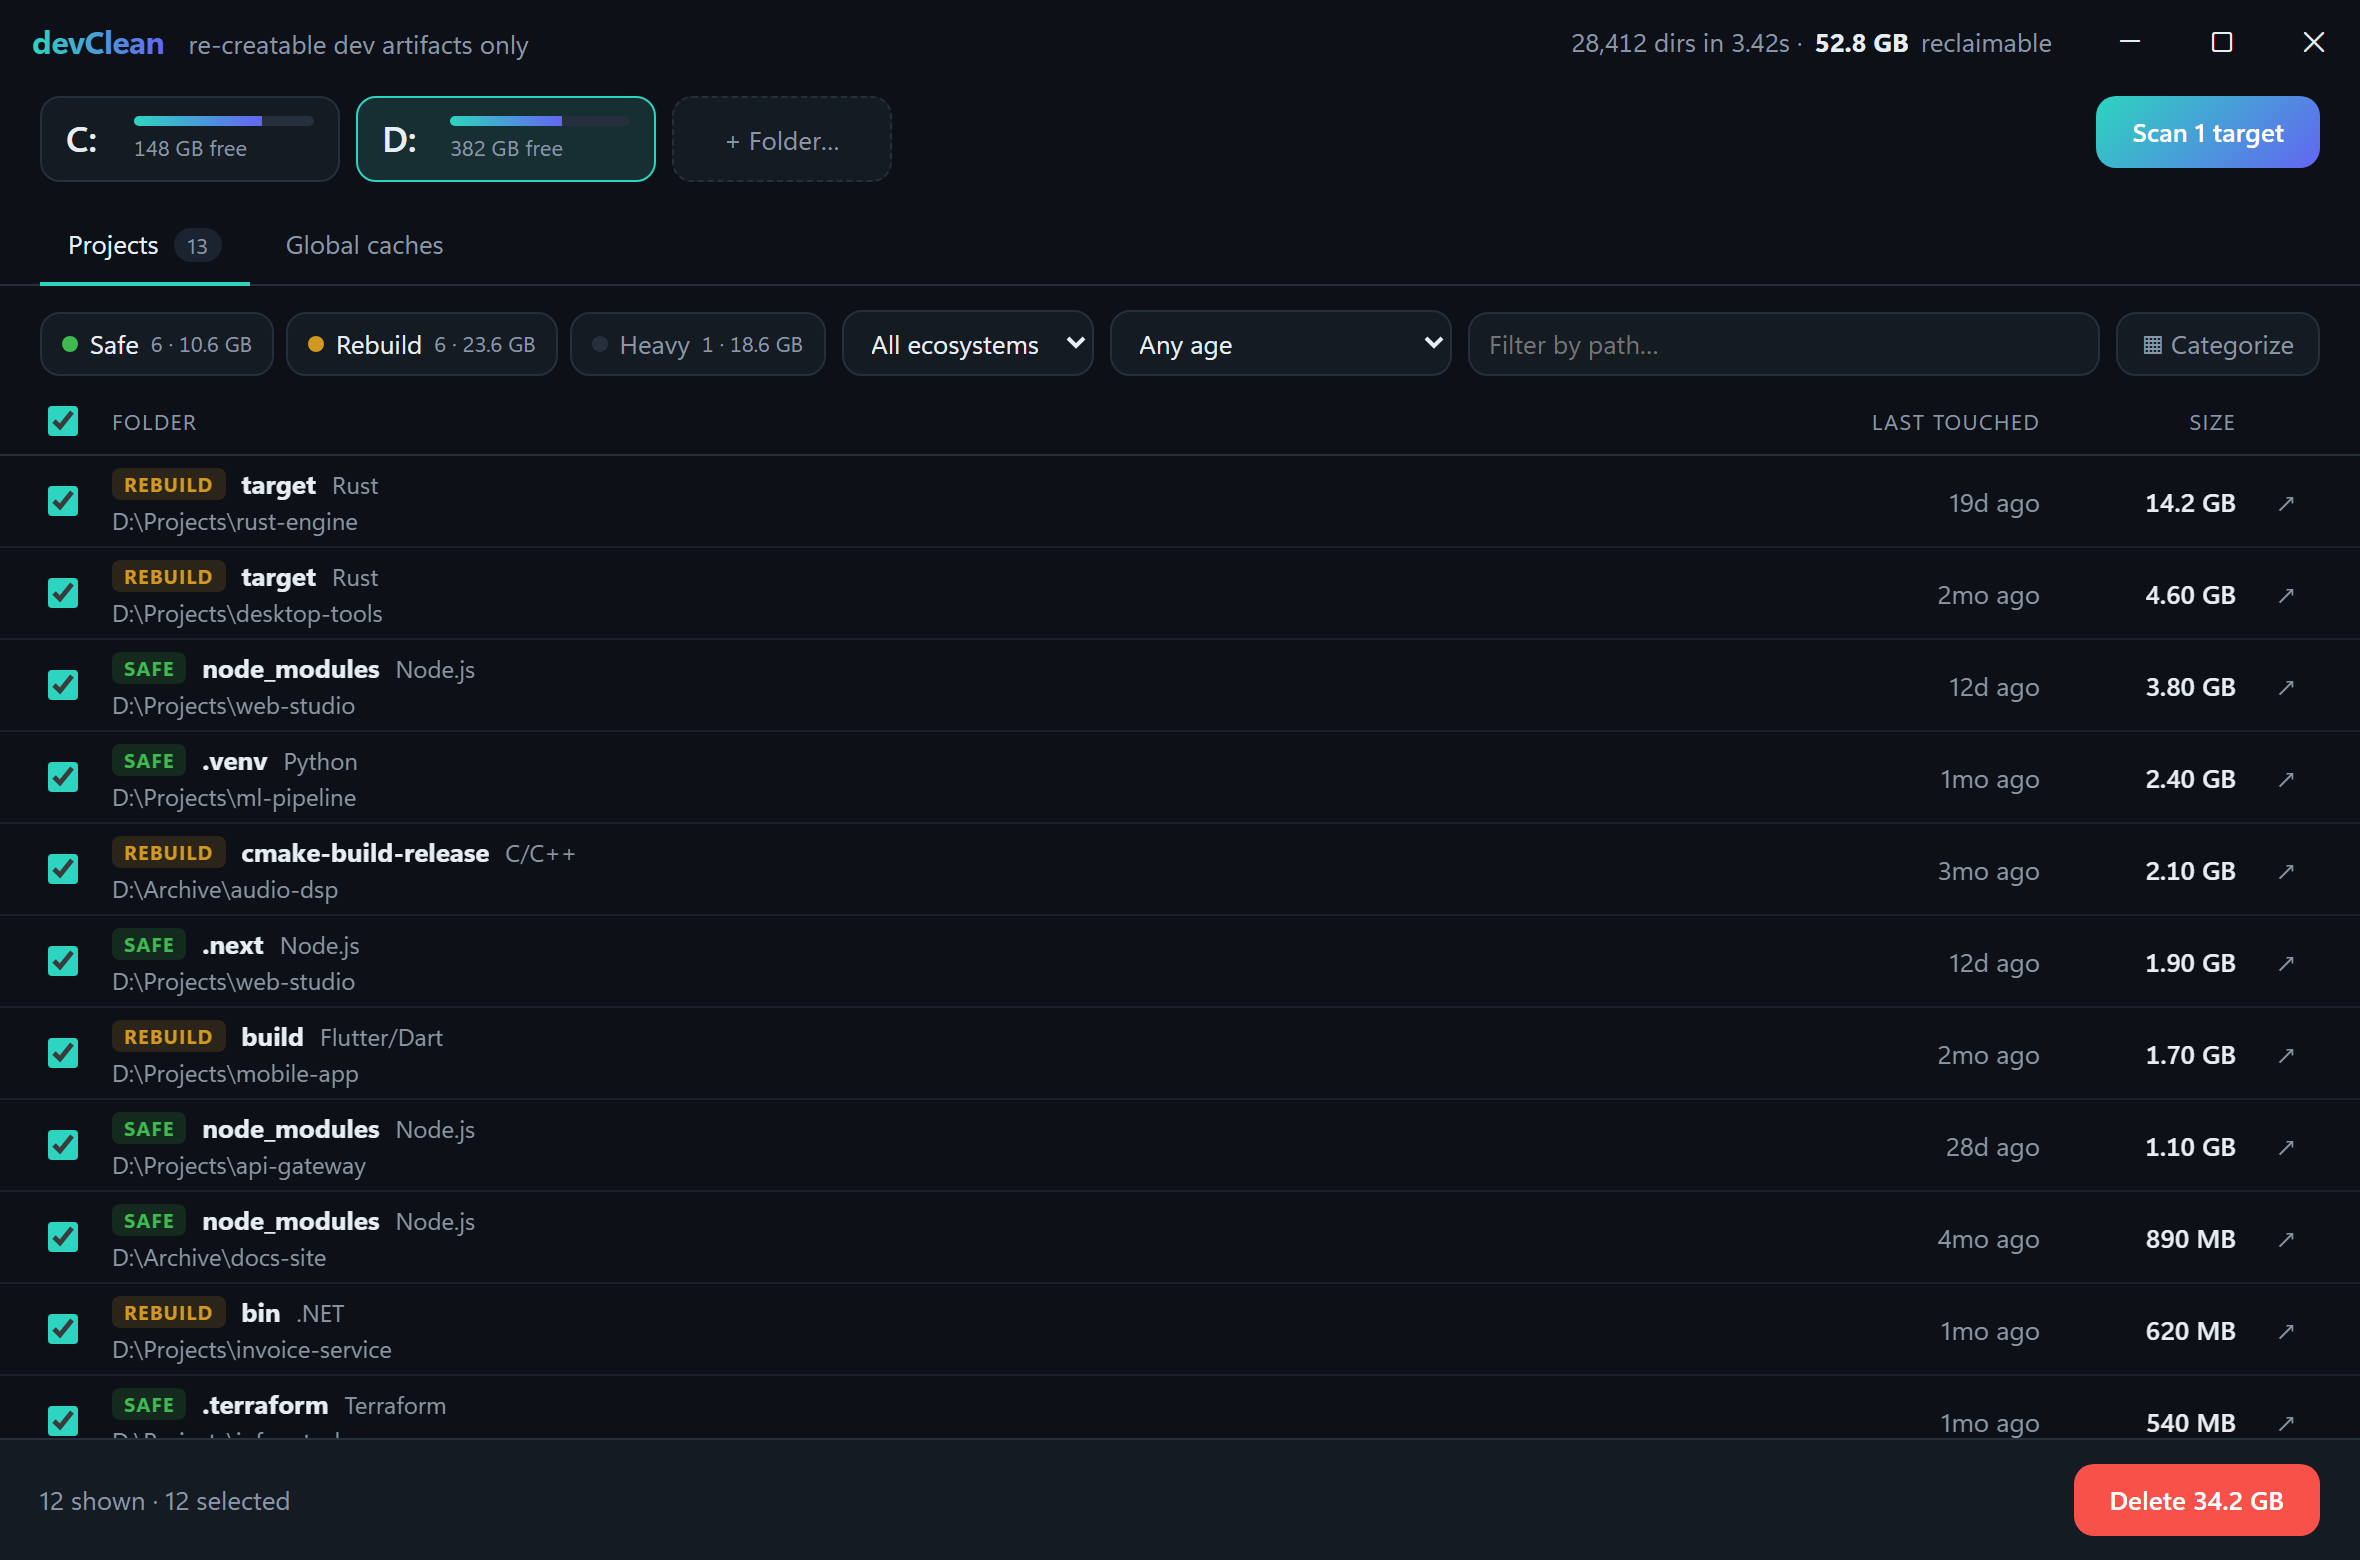 devClean re-creatable dev artifacts only 28,412 dirs in 3.42s · 52.8 GB reclaimable
C: 148 GB free D: 382 GB free + Folder... Scan 1 target
Projects 13 Global caches
Safe 6 · 10.6 GB Rebuild 6 · 23.6 GB Heavy 1 · 18.6 GB All ecosystems Any age Filter by path... Categorize
FOLDER LAST TOUCHED SIZE
REBUILD target Rust
D:\Projects\rust-engine
19d ago 14.2 GB ↗
REBUILD target Rust
D:\Projects\desktop-tools
2mo ago 4.60 GB ↗
SAFE node_modules Node.js
D:\Projects\web-studio
12d ago 3.80 GB ↗
SAFE .venv Python
D:\Projects\ml-pipeline
1mo ago 2.40 GB ↗
REBUILD cmake-build-release C/C++
D:\Archive\audio-dsp
3mo ago 2.10 GB ↗
SAFE .next Node.js
D:\Projects\web-studio
12d ago 1.90 GB ↗
REBUILD build Flutter/Dart
D:\Projects\mobile-app
2mo ago 1.70 GB ↗
SAFE node_modules Node.js
D:\Projects\api-gateway
28d ago 1.10 GB ↗
SAFE node_modules Node.js
D:\Archive\docs-site
4mo ago 890 MB ↗
REBUILD bin .NET
D:\Projects\invoice-service
1mo ago 620 MB ↗
SAFE .terraform Terraform
1mo ago 540 MB ↗
12 shown · 12 selected Delete 34.2 GB